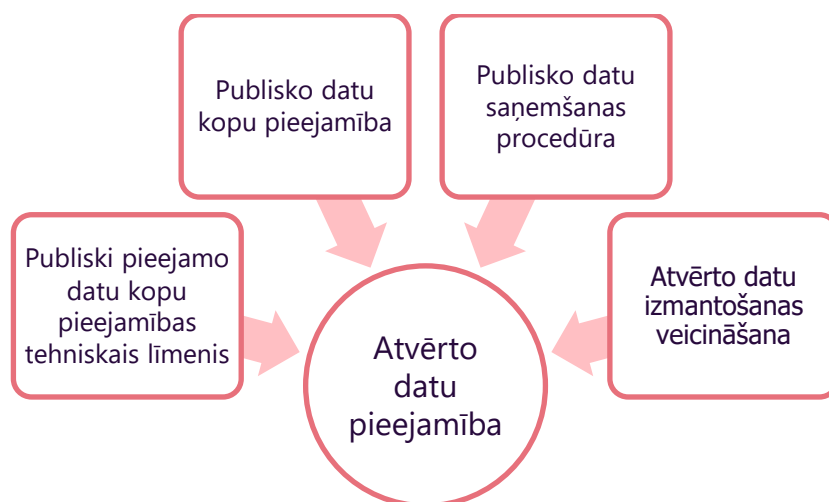 Publisko datu
kopu pieejamība
Publisko datu
saņemšanas
procedūra
Publiski pieejamo
datu kopu
pieejamības
tehniskais līmenis
Atvērto datu
izmantošanas
veicināšana
Atvērto
datu
pieejamība